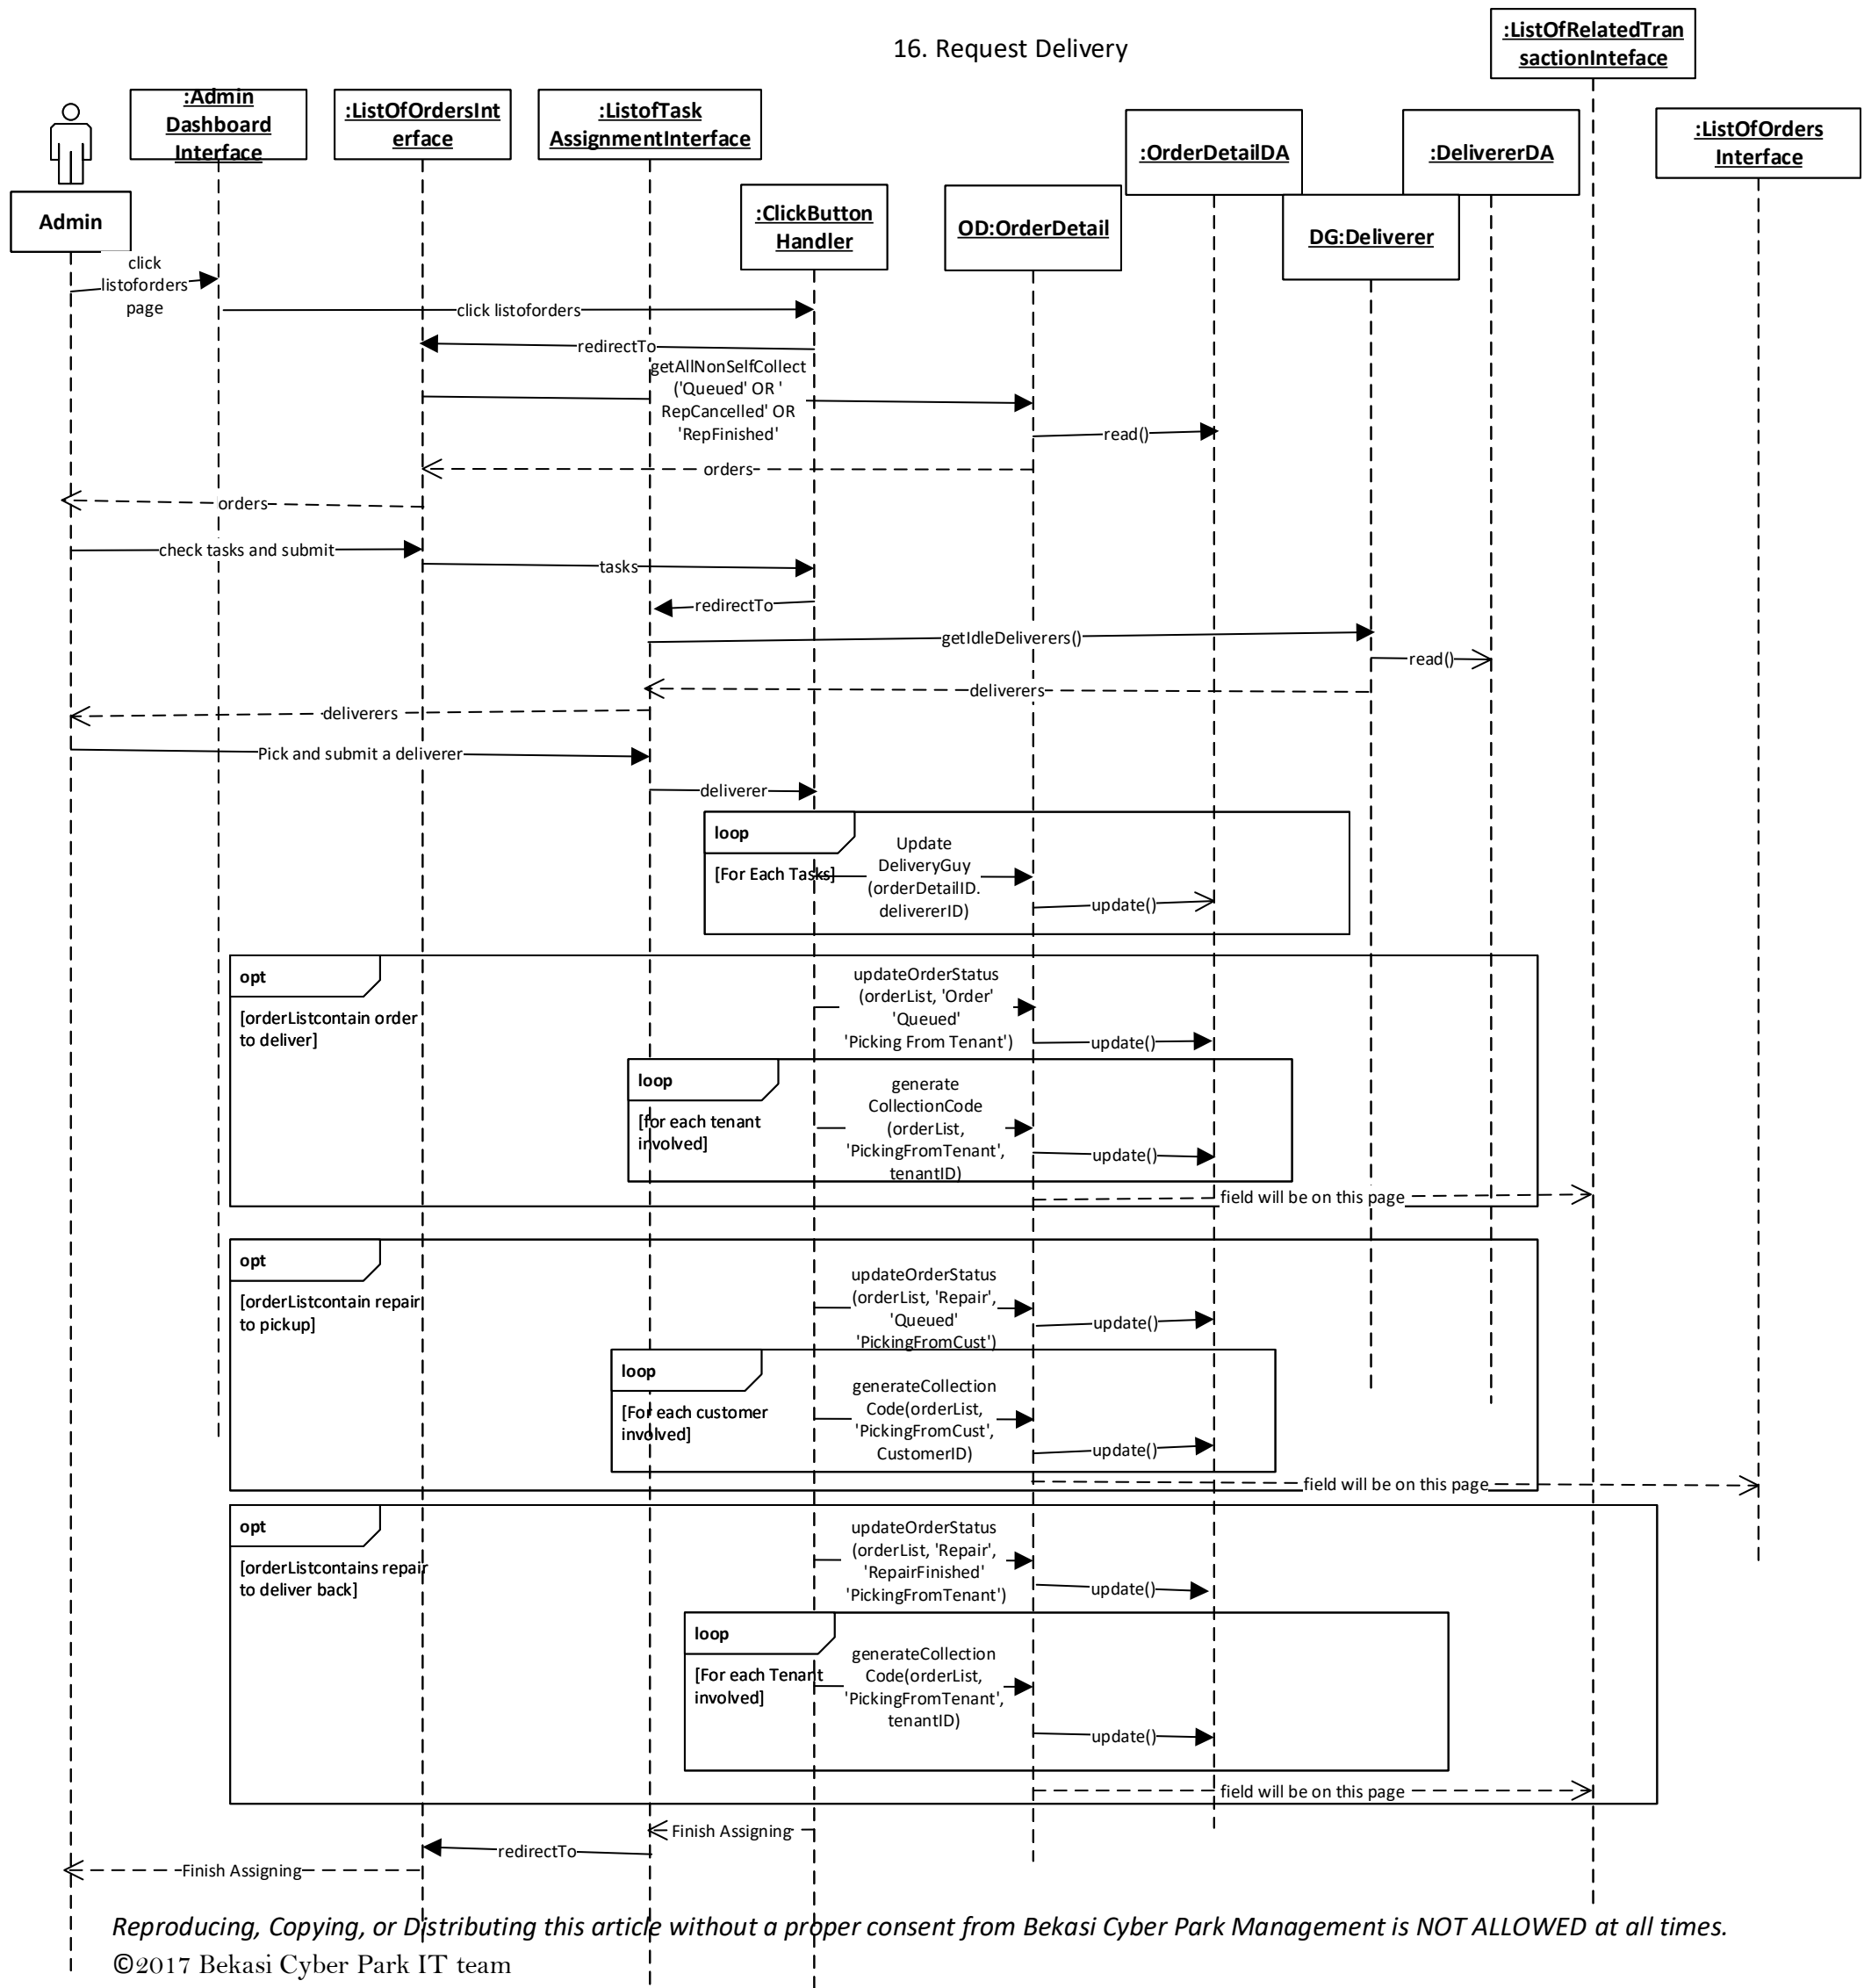 16. Request Delivery
:ListOfRelatedTran
sactionInteface
:Admin
Dashboard
Interface
:ListOfOrdersInt
erface
:ListofTask
AssignmentInterface
:OrderDetailDA
:DelivererDA
:ListOfOrders
Interface
Admin
:ClickButton
Handler
OD:OrderDetail
DG:Deliverer
click
listoforders
page
click listoforders
redirectTo
getAllNonSelfCollect
('Queued' OR '
RepCancelled' OR
'RepFinished'
read()
orders
orders
check tasks and submit
tasks
redirectTo
getIdleDeliverers()
read()
deliverers
deliverers
Pick and submit a deliverer
deliverer
loop
[For Each Tasks]
Update
DeliveryGuy
(orderDetailID.
delivererID)
update()
opt
[orderListcontain order
to deliver]
updateOrderStatus
(orderList, 'Order'
'Queued'
'Picking From Tenant')
update()
loop
[for each tenant
involved]
generate
CollectionCode
(orderList,
'PickingFromTenant',
tenantID)
update()
field will be on this page
opt
[orderListcontain repair
to pickup]
updateOrderStatus
(orderList, 'Repair',
'Queued'
'PickingFromCust')
update()
loop
[For each customer
involved]
generateCollection
Code(orderList,
'PickingFromCust',
CustomerID)
update()
field will be on this page
opt
[orderListcontains repair
to deliver back]
updateOrderStatus
(orderList, 'Repair',
'RepairFinished'
'PickingFromTenant')
update()
loop
[For each Tenant
involved]
generateCollection
Code(orderList,
'PickingFromTenant',
tenantID)
update()
field will be on this page
Finish Assigning
redirectTo
Finish Assigning
Reproducing, Copying, or Distributing this article without a proper consent from Bekasi Cyber Park Management is NOT ALLOWED at all times.
©2017 Bekasi Cyber Park IT team